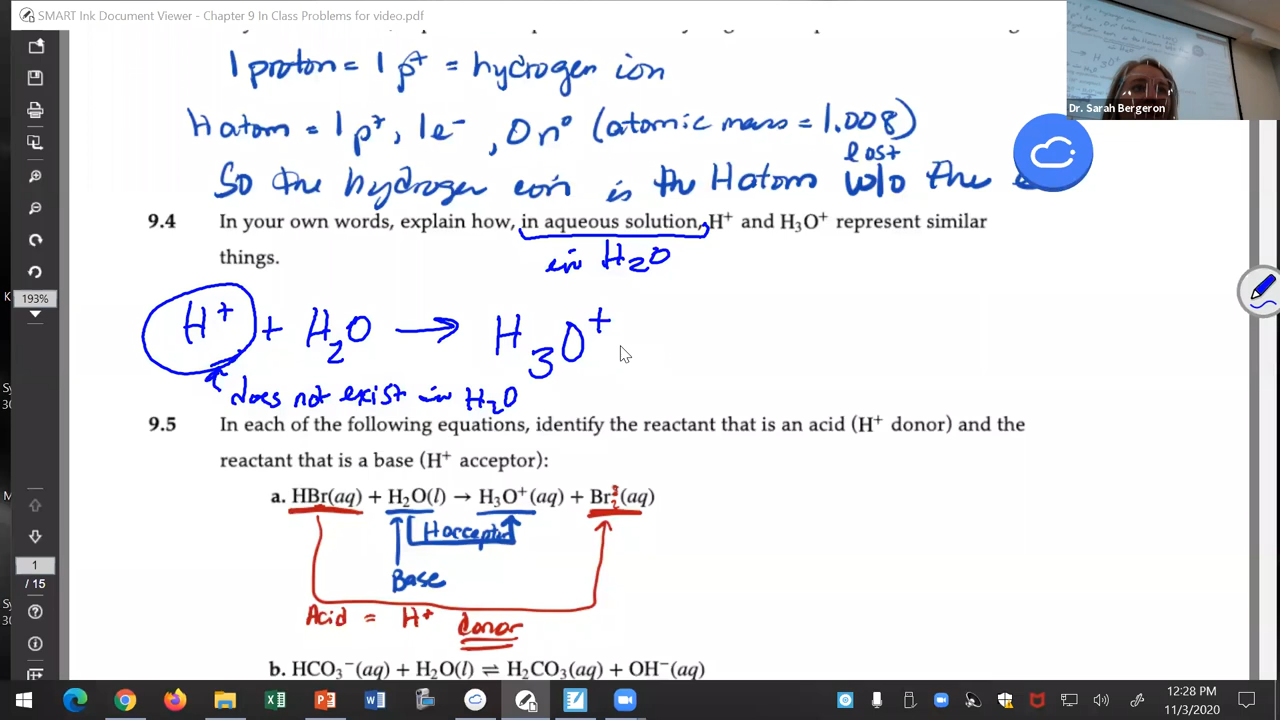 SMART Ink Document Viewer - Chapter 9 In Class Problems for video.pdf
Dr. Sarah Bergeron
1 proton = 1 p⁺ = hydrogen ion
H atom = 1 p⁺, 1e⁻, 0 n⁰ (atomic mass = 1.008)
lost
So the hydrogen ion is the H atom w/o the
9.4 In your own words, explain how, in aqueous solution, H⁺ and H₃O⁺ represent similar
things.
in H₂O
193%
H⁺ + H₂O → H₃O⁺
does not exist in H₂O
9.5 In each of the following equations, identify the reactant that is an acid (H⁺ donor) and the
reactant that is a base (H⁺ acceptor):
a. HBr(aq) + H₂O(l) → H₃O⁺(aq) + Br(aq)
H accepted
1
/ 15
Base
Acid = H⁺ donor
b. HCO₃⁻(aq) + H₂O(l) ⇌ H₂CO₃(aq) + OH⁻(aq)
12:28 PM
11/3/2020